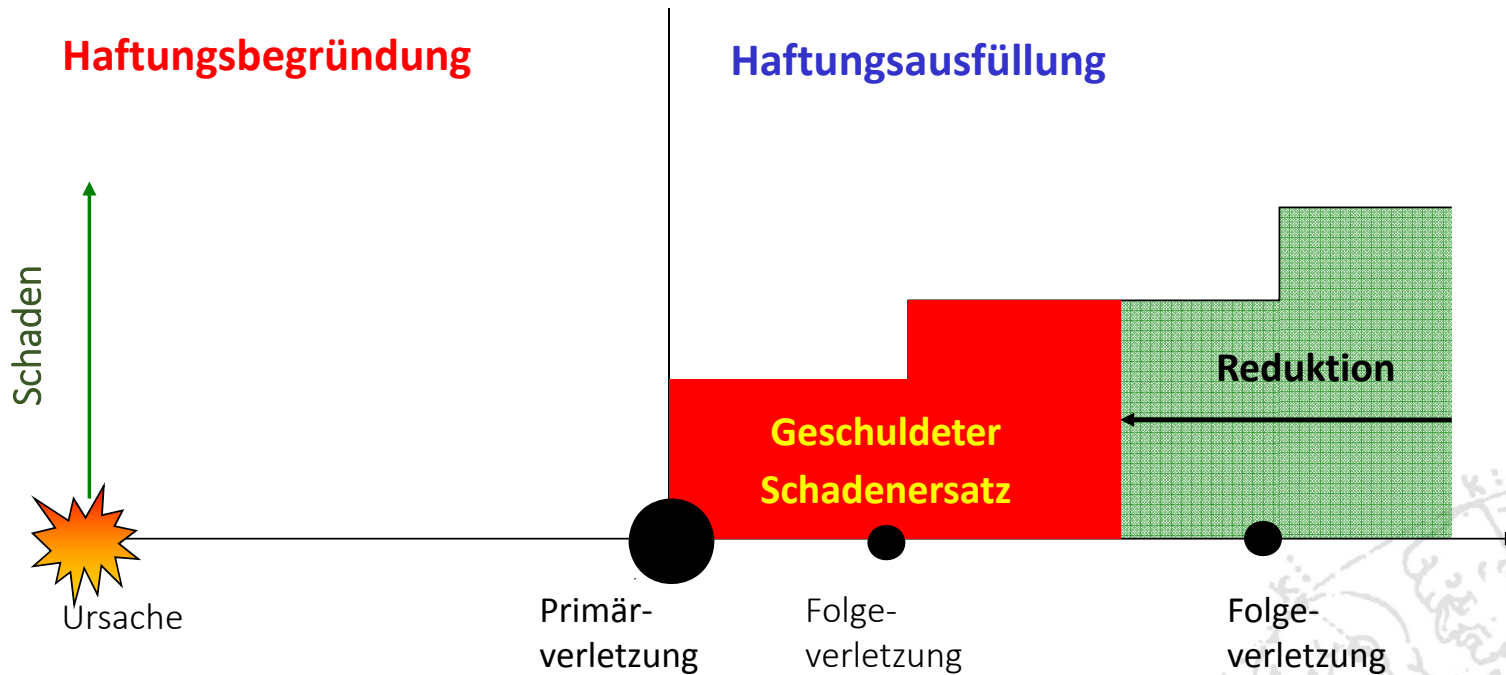 Haftungsbegründung
Haftungsausfüllung
Schaden
Reduktion
Geschuldeter
Schadenersatz
Ursache
Primär-
verletzung
Folge-
verletzung
Folge-
verletzung